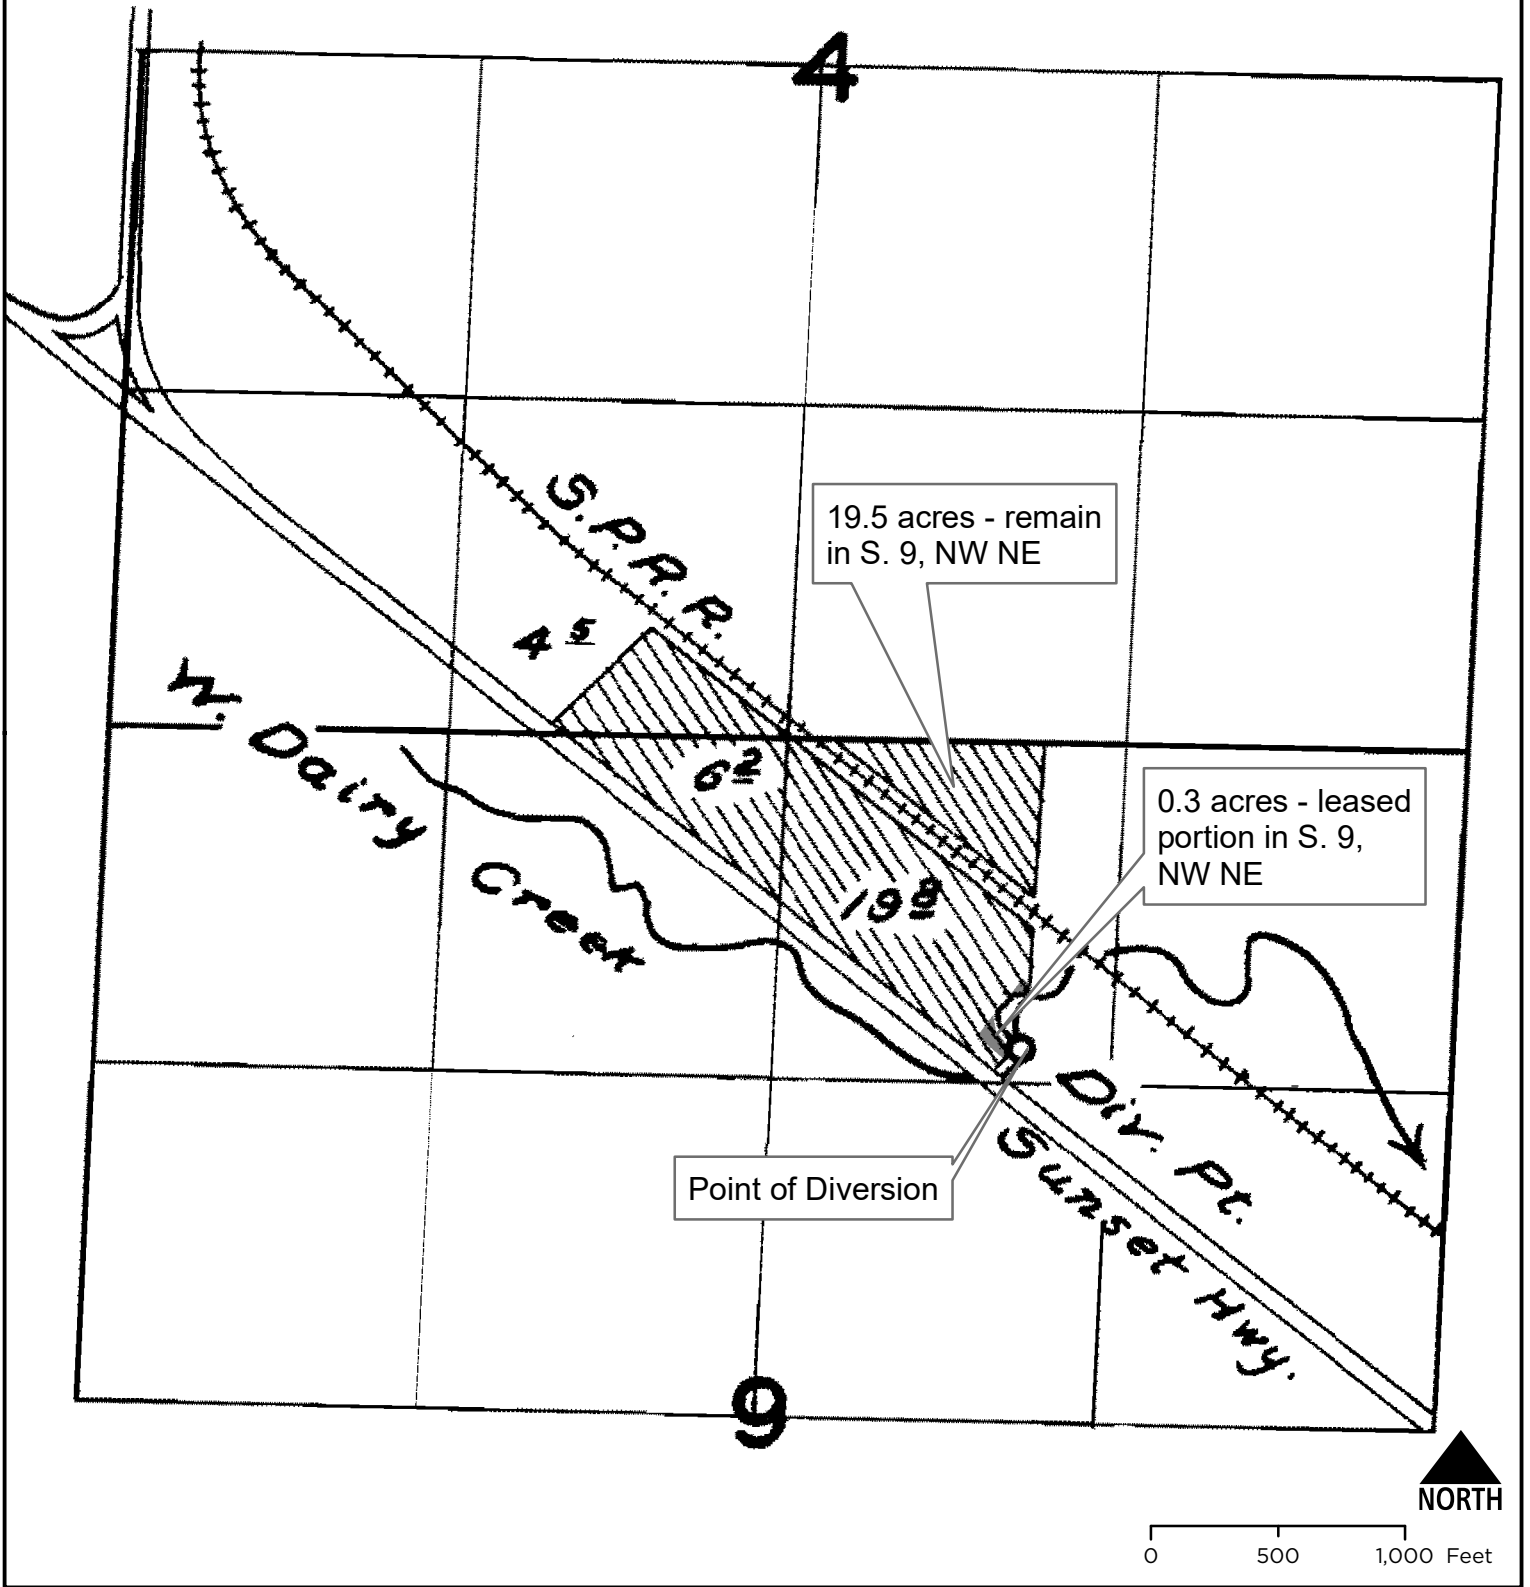 4
S.P.R.R.
19.5 acres - remain
in S. 9, NW NE
4 5
W. Dairy Creek
6 2
0.3 acres - leased
portion in S. 9,
NW NE
19 8
Div. Pt.
Sunset Hwy.
Point of Diversion
9
NORTH
0 500 1,000 Feet